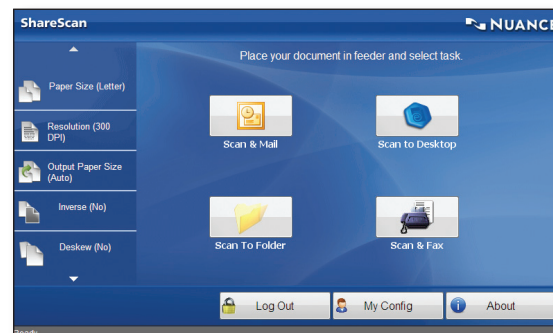 ShareScan
NUANCE
Place your document in feeder and select task.
Paper Size (Letter)
Resolution (300
DPI)
Output Paper Size
(Auto)
Inverse (No)
Deskew (No)
Scan & Mail
Scan to Desktop
Scan To Folder
Scan & Fax
Log Out
My Config
About
Ready